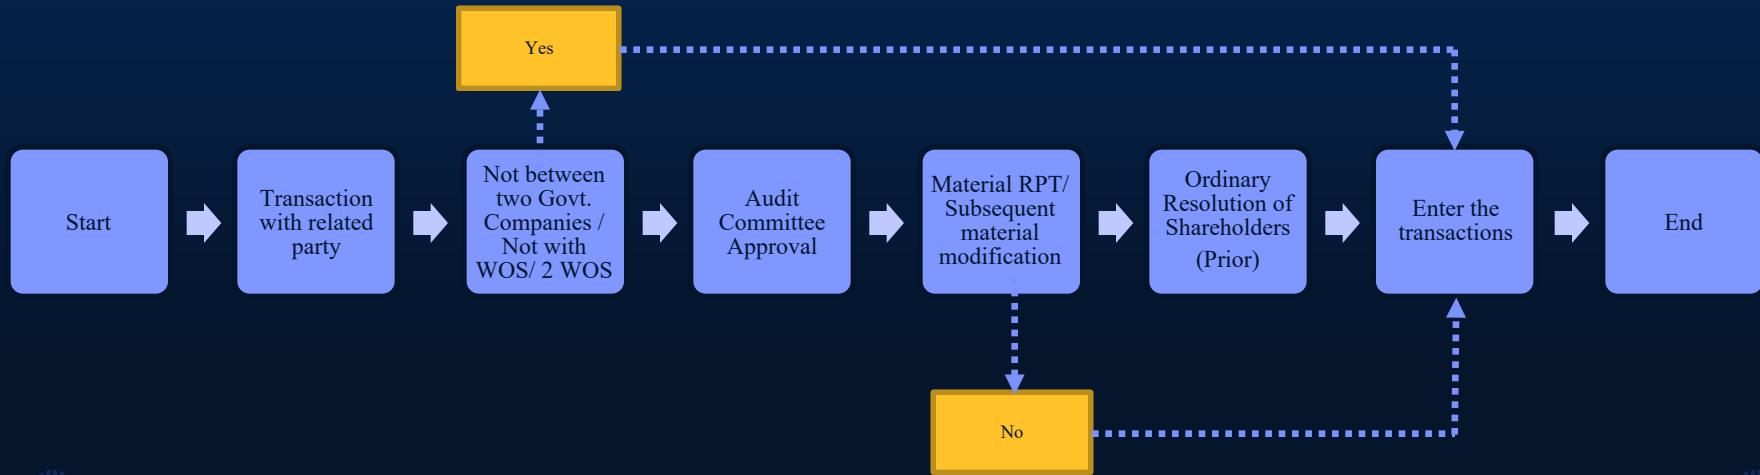 Yes
Start
Transaction
with related
party
Not between
two Govt.
Companies /
Not with
WOS/ 2 WOS
Audit
Committee
Approval
Material RPT/
Subsequent
material
modification
Ordinary
Resolution of
Shareholders
(Prior)
Enter the
transactions
End
No